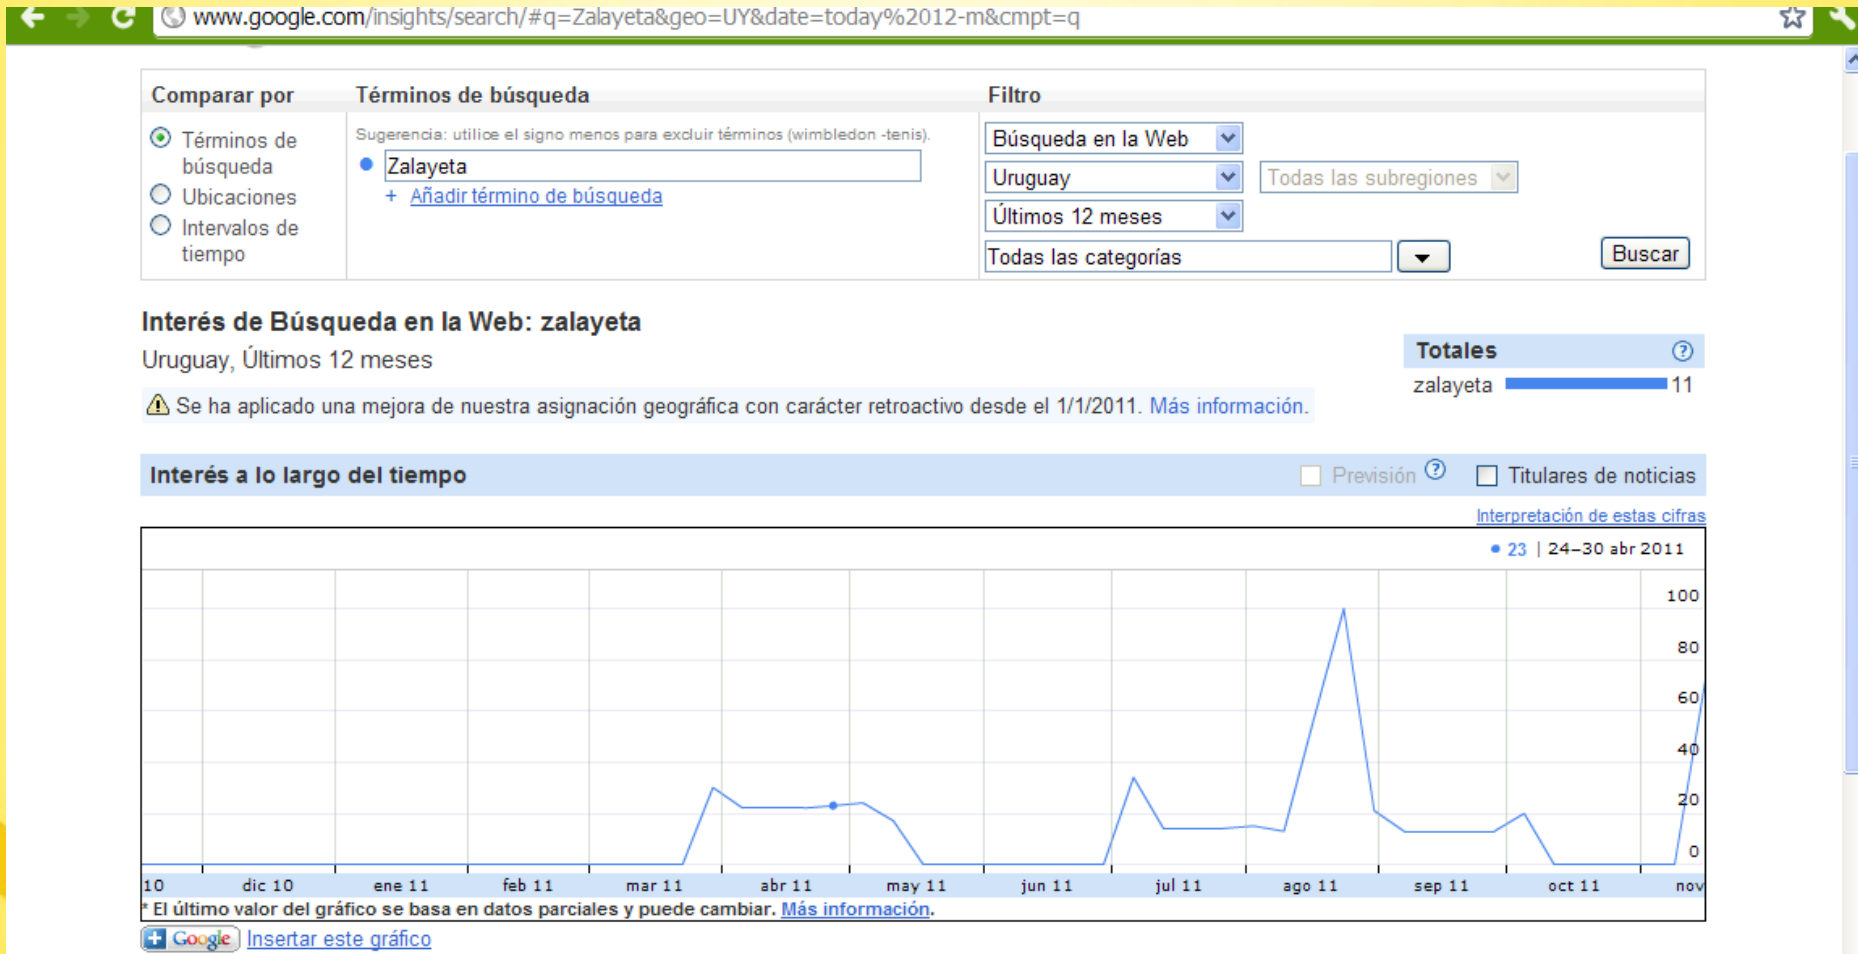 www.google.com/insights/search/#q=Zalayeta&geo=UY&date=today%2012-m&cmpt=q
Comparar por
Términos de búsqueda
Filtro
Términos de
búsqueda
Ubicaciones
Intervalos de
tiempo
Sugerencia: utilice el signo menos para excluir términos (wimbledon -tenis).
Zalayeta
+ Añadir término de búsqueda
Búsqueda en la Web
Uruguay
Todas las subregiones
Últimos 12 meses
Todas las categorías
Buscar
Interés de Búsqueda en la Web: zalayeta
Uruguay, Últimos 12 meses
Totales ?
zalayeta 11
Se ha aplicado una mejora de nuestra asignación geográfica con carácter retroactivo desde el 1/1/2011. Más información.
Interés a lo largo del tiempo
Previsión ? Titulares de noticias
Interpretación de estas cifras
23 | 24–30 abr 2011
100
80
60
40
20
0
10 dic 10 ene 11 feb 11 mar 11 abr 11 may 11 jun 11 jul 11 ago 11 sep 11 oct 11 nov
* El último valor del gráfico se basa en datos parciales y puede cambiar. Más información.
+ Google Insertar este gráfico